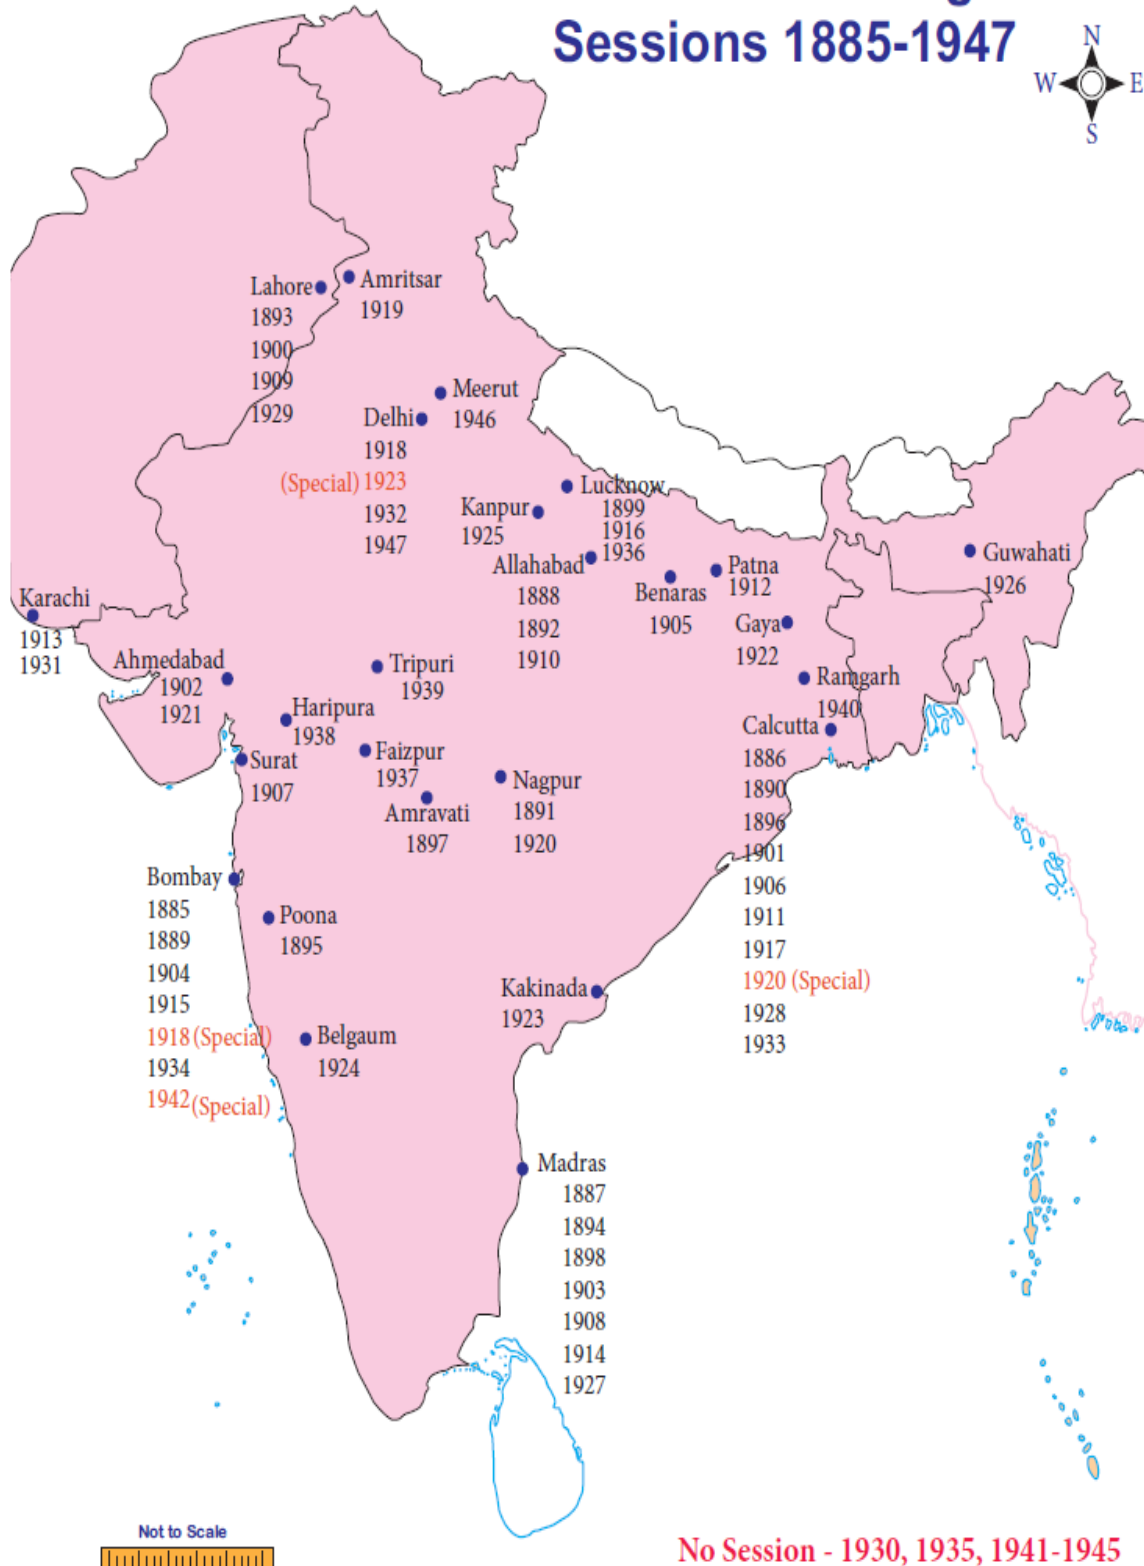 Sessions 1885-1947
N
W E
S
Lahore
1893
1900
1909
1929
Amritsar
1919
Meerut
1946
Delhi
1918
(Special) 1923
1932
1947
Lucknow
1899
1916
1936
Kanpur
1925
Allahabad
1888
1892
1910
Benaras
1905
Patna
1912
Guwahati
1926
Gaya
1922
Karachi
1913
1931
Ahmedabad
1902
1921
Tripuri
1939
Ramgarh
1940
Haripura
1938
Surat
1907
Faizpur
1937
Amravati
1897
Nagpur
1891
1920
Calcutta
1886
1890
1896
1901
1906
1911
1917
1920 (Special)
1928
1933
Bombay
1885
1889
1904
1915
1918 (Special)
1934
1942 (Special)
Poona
1895
Kakinada
1923
Belgaum
1924
Madras
1887
1894
1898
1903
1908
1914
1927
Not to Scale
No Session - 1930, 1935, 1941-1945